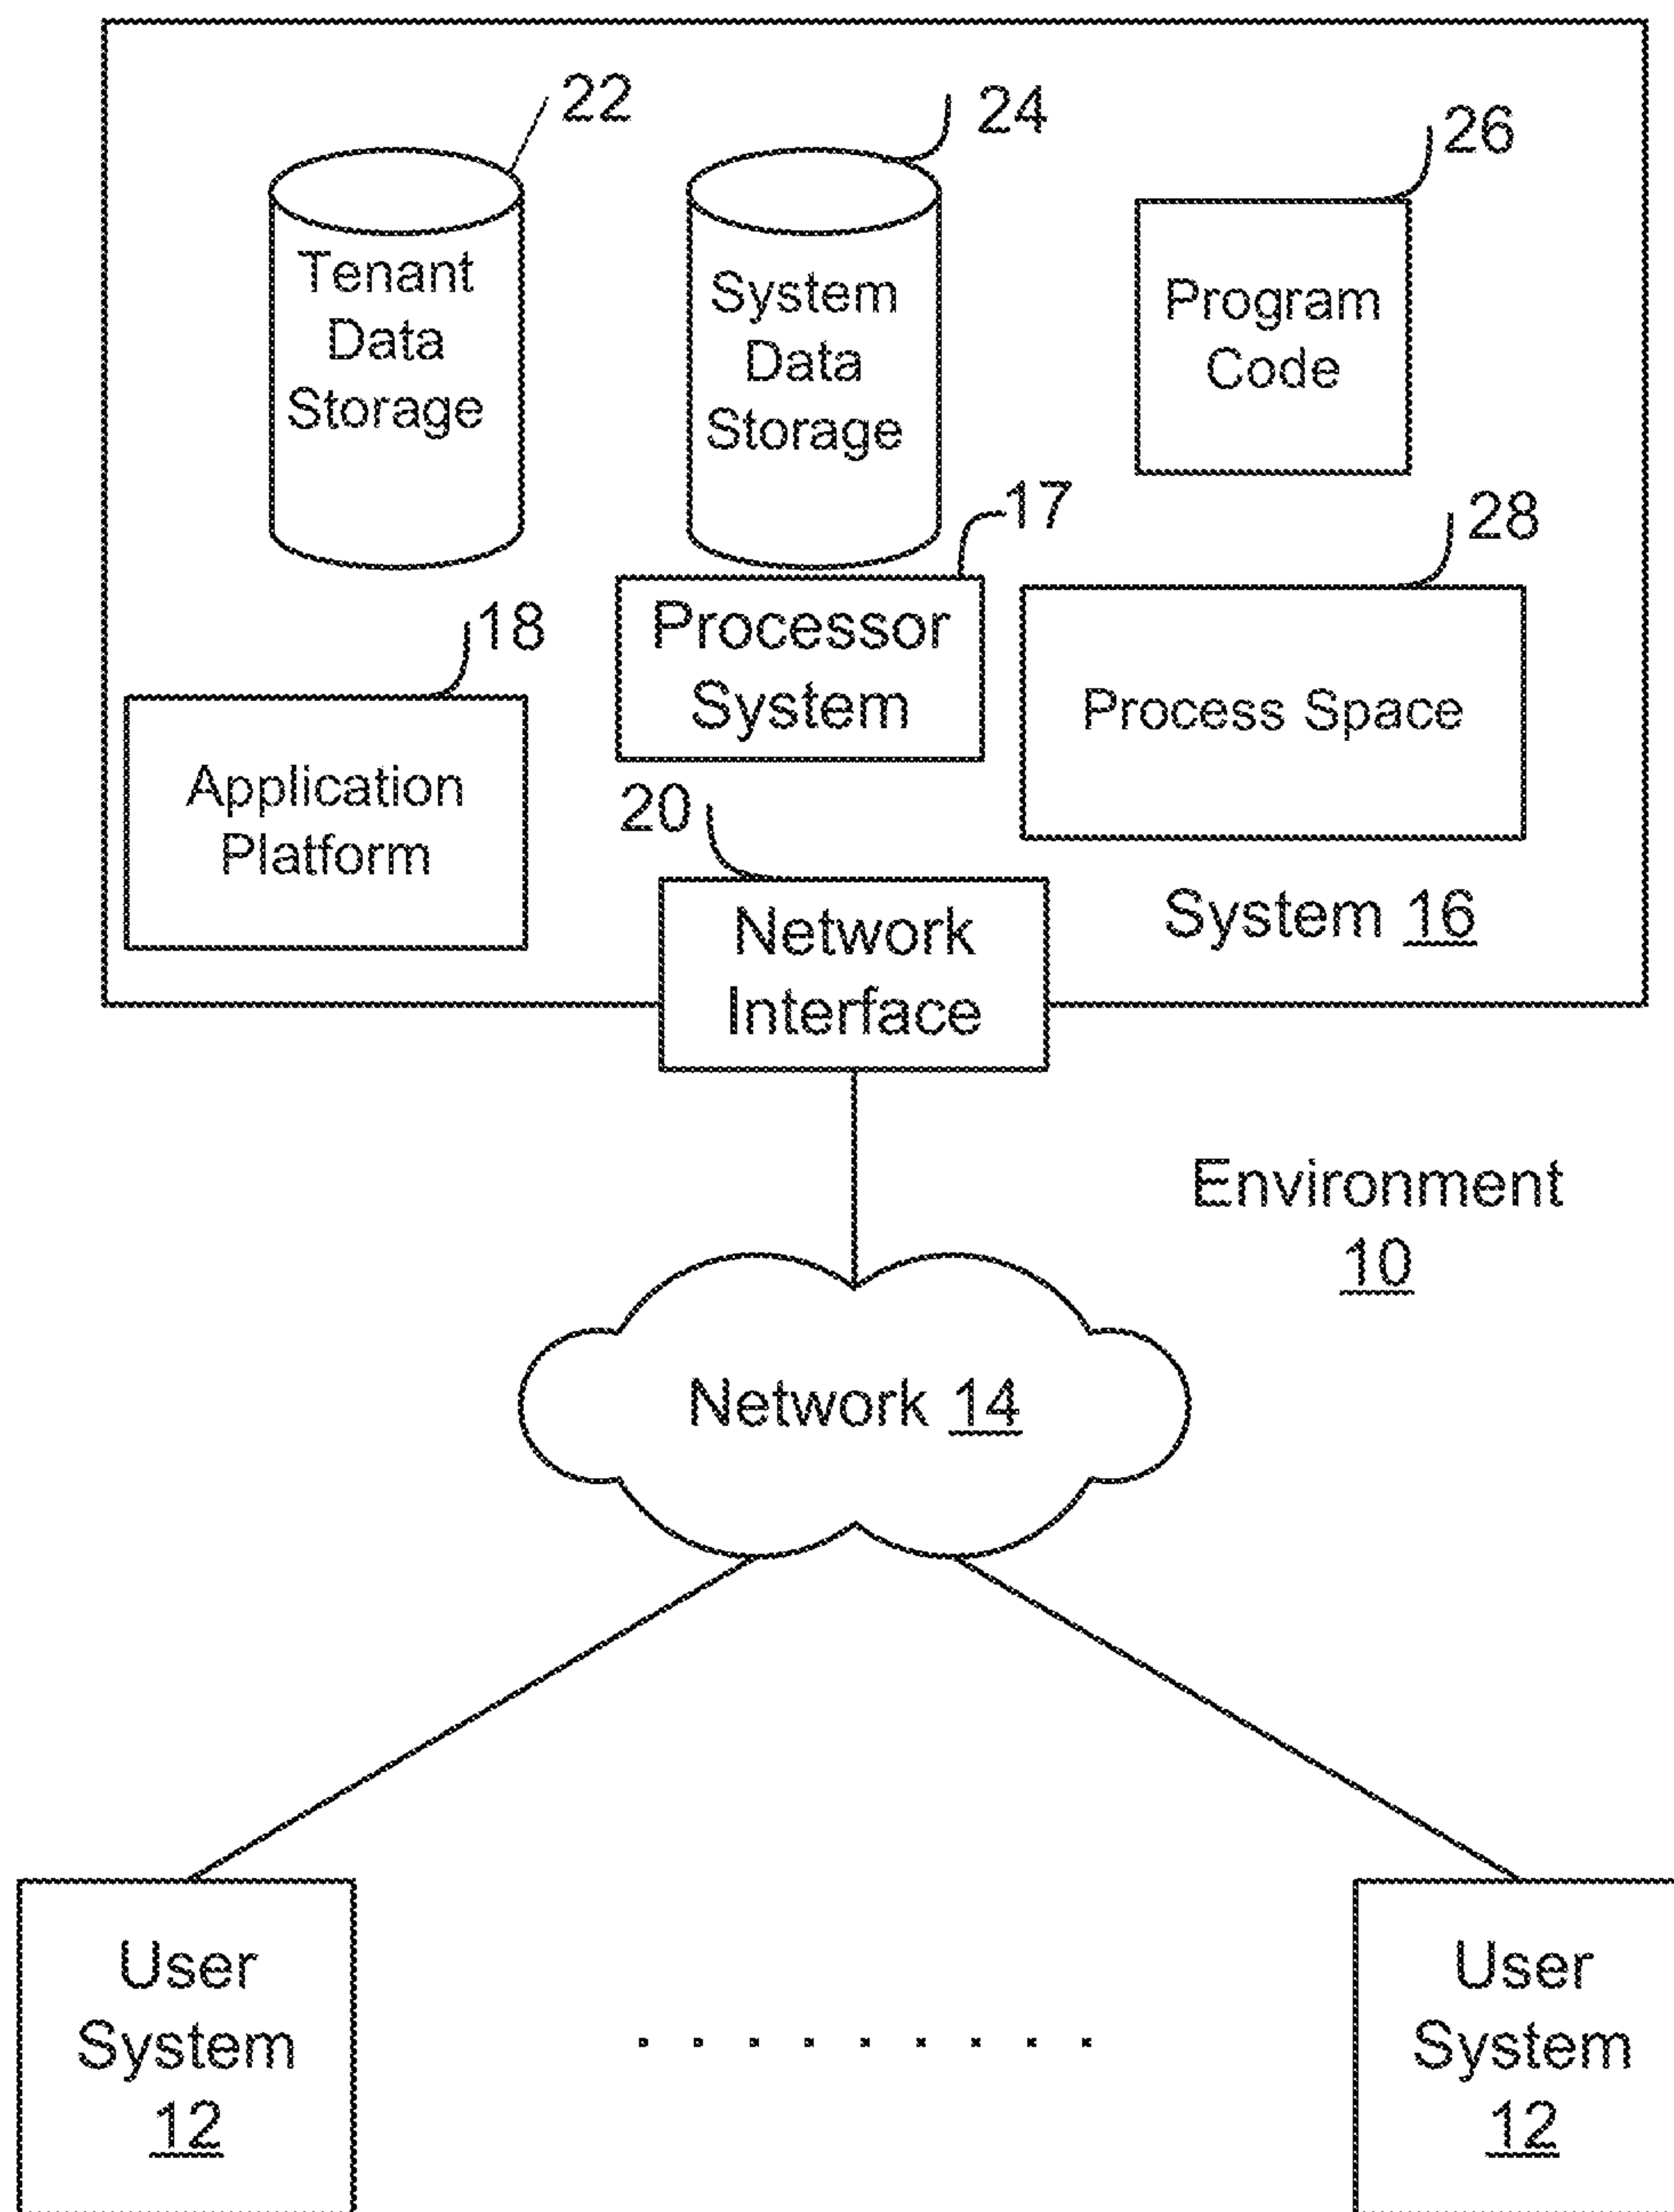 22
24
26
Tenant
Data
Storage
System
Data
Storage
Program
Code
17
28
18
Processor
System
Process Space
Application
Platform
20
System 16
Network
Interface
Environment
10
Network 14
User
System
12
. . . . . . . . .
User
System
12